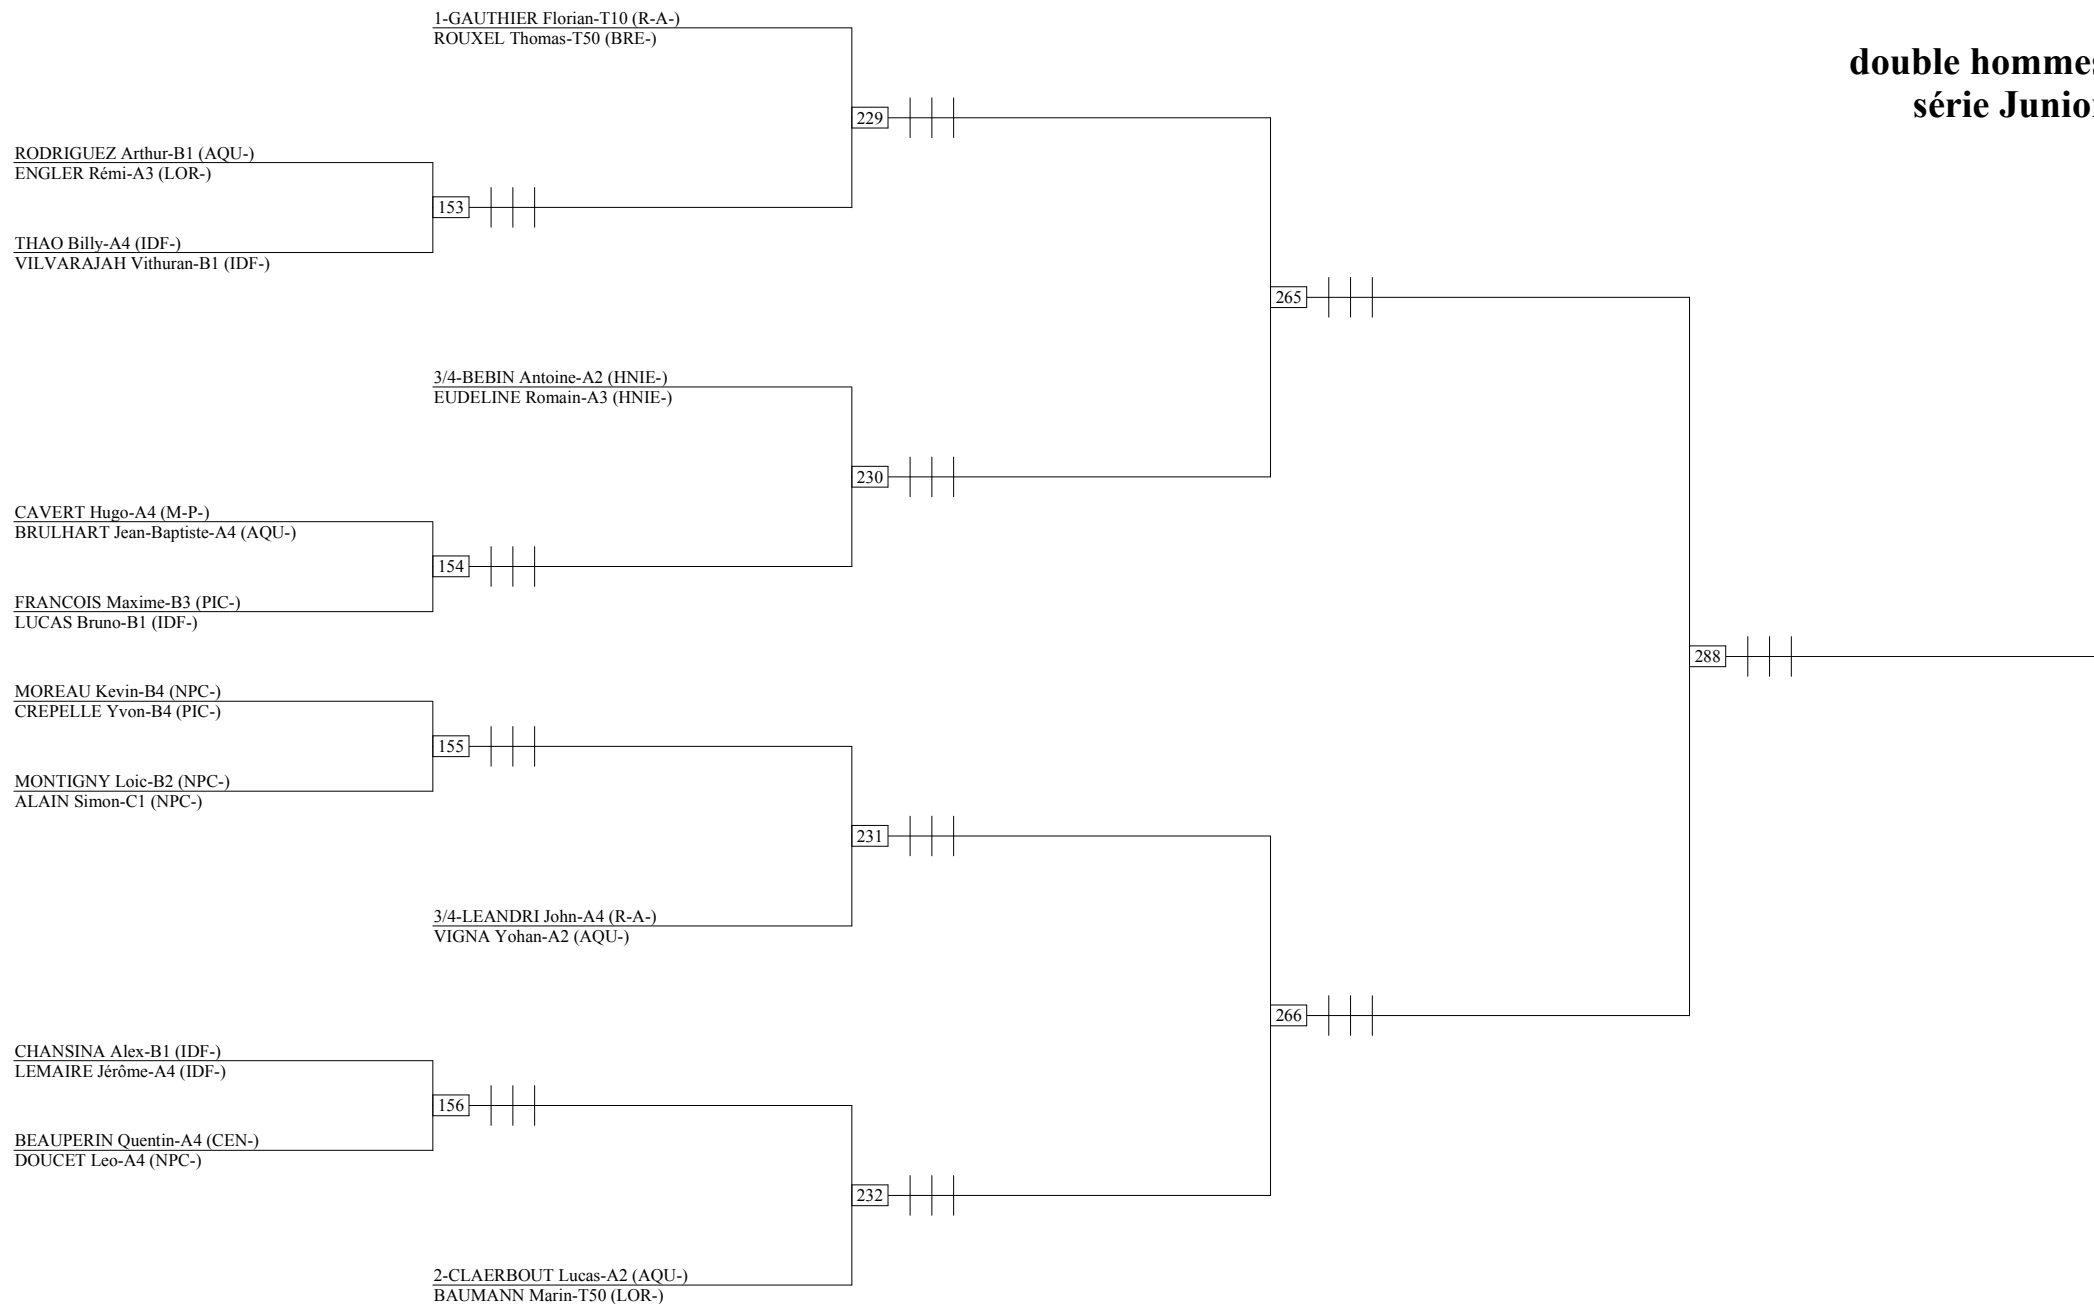 1-GAUTHIER Florian-T10 (R-A-)
ROUXEL Thomas-T50 (BRE-)
double hommes
série Junior
229
RODRIGUEZ Arthur-B1 (AQU-)
ENGLER Rémi-A3 (LOR-)
153
THAO Billy-A4 (IDF-)
VILVARAJAH Vithuran-B1 (IDF-)
265
3/4-BEBIN Antoine-A2 (HNIE-)
EUDELINE Romain-A3 (HNIE-)
230
CAVERT Hugo-A4 (M-P-)
BRULHART Jean-Baptiste-A4 (AQU-)
154
FRANCOIS Maxime-B3 (PIC-)
LUCAS Bruno-B1 (IDF-)
288
MOREAU Kevin-B4 (NPC-)
CREPELLE Yvon-B4 (PIC-)
155
MONTIGNY Loic-B2 (NPC-)
ALAIN Simon-C1 (NPC-)
231
3/4-LEANDRI John-A4 (R-A-)
VIGNA Yohan-A2 (AQU-)
266
CHANSINA Alex-B1 (IDF-)
LEMAIRE Jérôme-A4 (IDF-)
156
BEAUPERIN Quentin-A4 (CEN-)
DOUCET Leo-A4 (NPC-)
232
2-CLAERBOUT Lucas-A2 (AQU-)
BAUMANN Marin-T50 (LOR-)